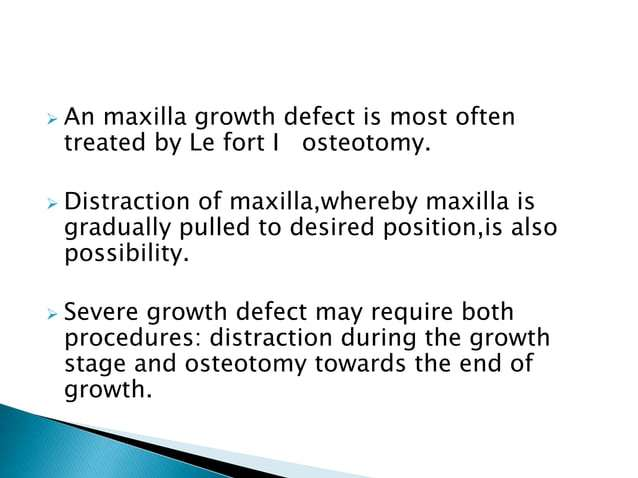 ➢ An maxilla growth defect is most often
treated by Le fort I   osteotomy.
➢ Distraction of maxilla,whereby maxilla is
gradually pulled to desired position,is also
possibility.
➢ Severe growth defect may require both
procedures: distraction during the growth
stage and osteotomy towards the end of
growth.